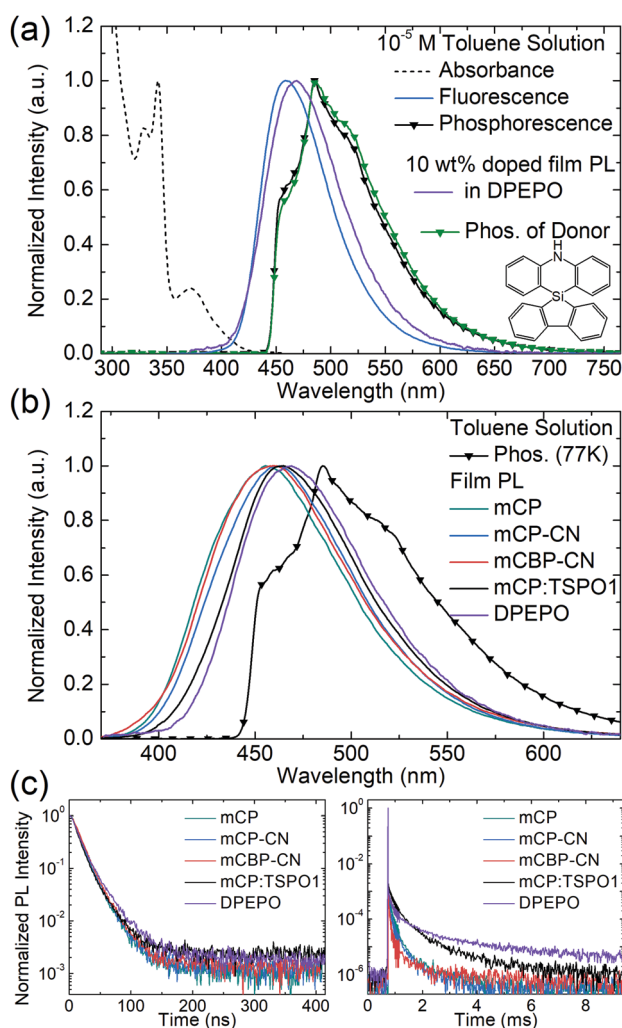 (a)
10⁻⁵ M Toluene Solution
Absorbance
Fluorescence
Phosphorescence
10 wt% doped film PL
in DPEPO
Phos. of Donor
H
N
Si
Normalized Intensity (a.u.)
1.0
0.8
0.6
0.4
0.2
0.0
300 350 400 450 500 550 600 650 700 750
Wavelength (nm)
(b)
Toluene Solution
Phos. (77K)
Film PL
mCP
mCP-CN
mCBP-CN
mCP:TSPO1
DPEPO
Normalized Intensity (a.u.)
1.0
0.8
0.6
0.4
0.2
0.0
400 450 500 550 600
Wavelength (nm)
(c)
Normalized PL Intensity
10⁰
10⁻¹
10⁻²
10⁻³
mCP
mCP-CN
mCBP-CN
mCP:TSPO1
DPEPO
0 100 200 300 400
Time (ns)
10⁰
10⁻²
10⁻⁴
10⁻⁶
mCP
mCP-CN
mCBP-CN
mCP:TSPO1
DPEPO
0 2 4 6 8
Time (ms)